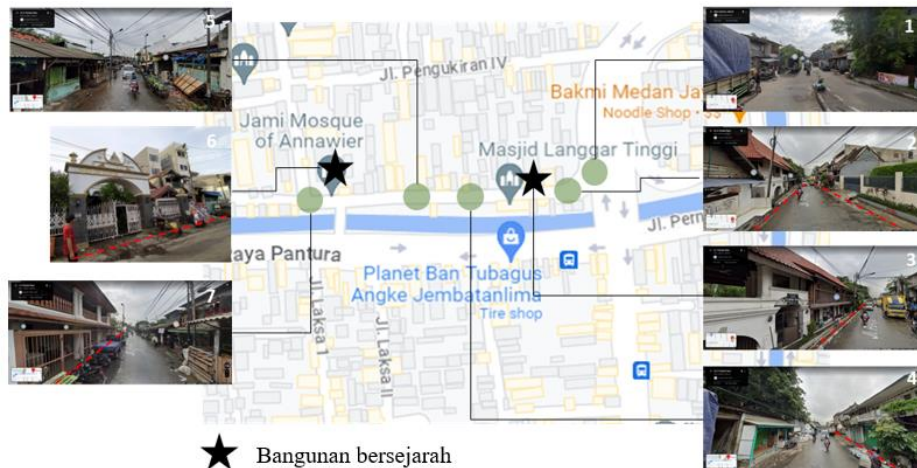 5
1
Jl. Pengukiran IV
Bakmi Medan Ja
Noodle Shop · $$
Jami Mosque
of Annawier
6
Masjid Langgar Tinggi
2
Jl. Pern
aya Pantura
Planet Ban Tubagus
Angke Jembatanlima
Tire shop
3
Jl. Laksa 1
Jl. Laksa II
7
4
Bangunan bersejarah